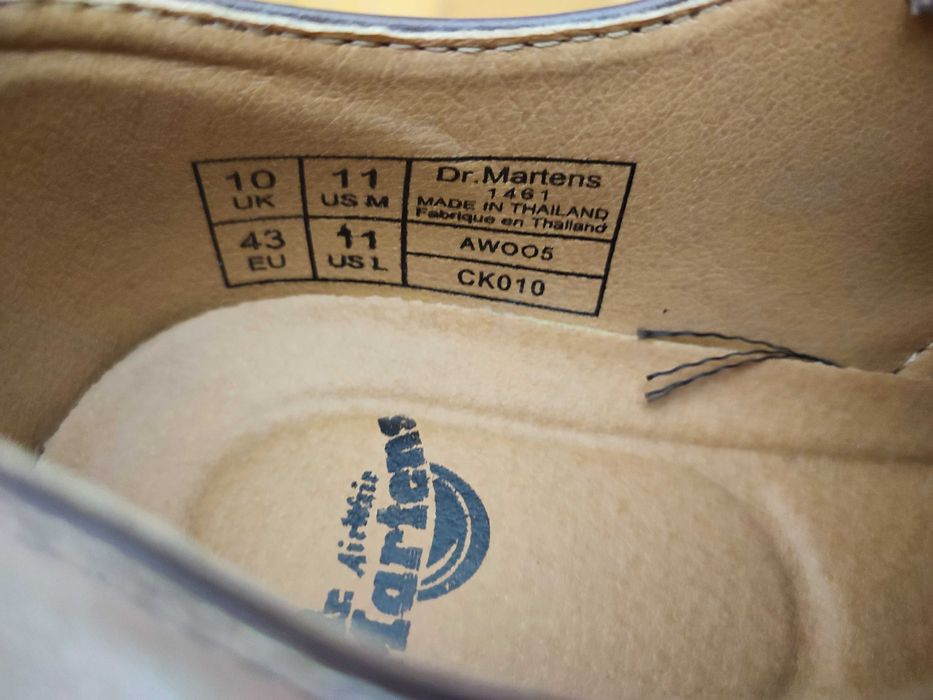 10
UK
11
US M
43
EU
11
US L
Dr.Martens
1461
MADE IN THAILAND
Fabrique en Thailand
AWOO5
CK010
Airwair
Martens